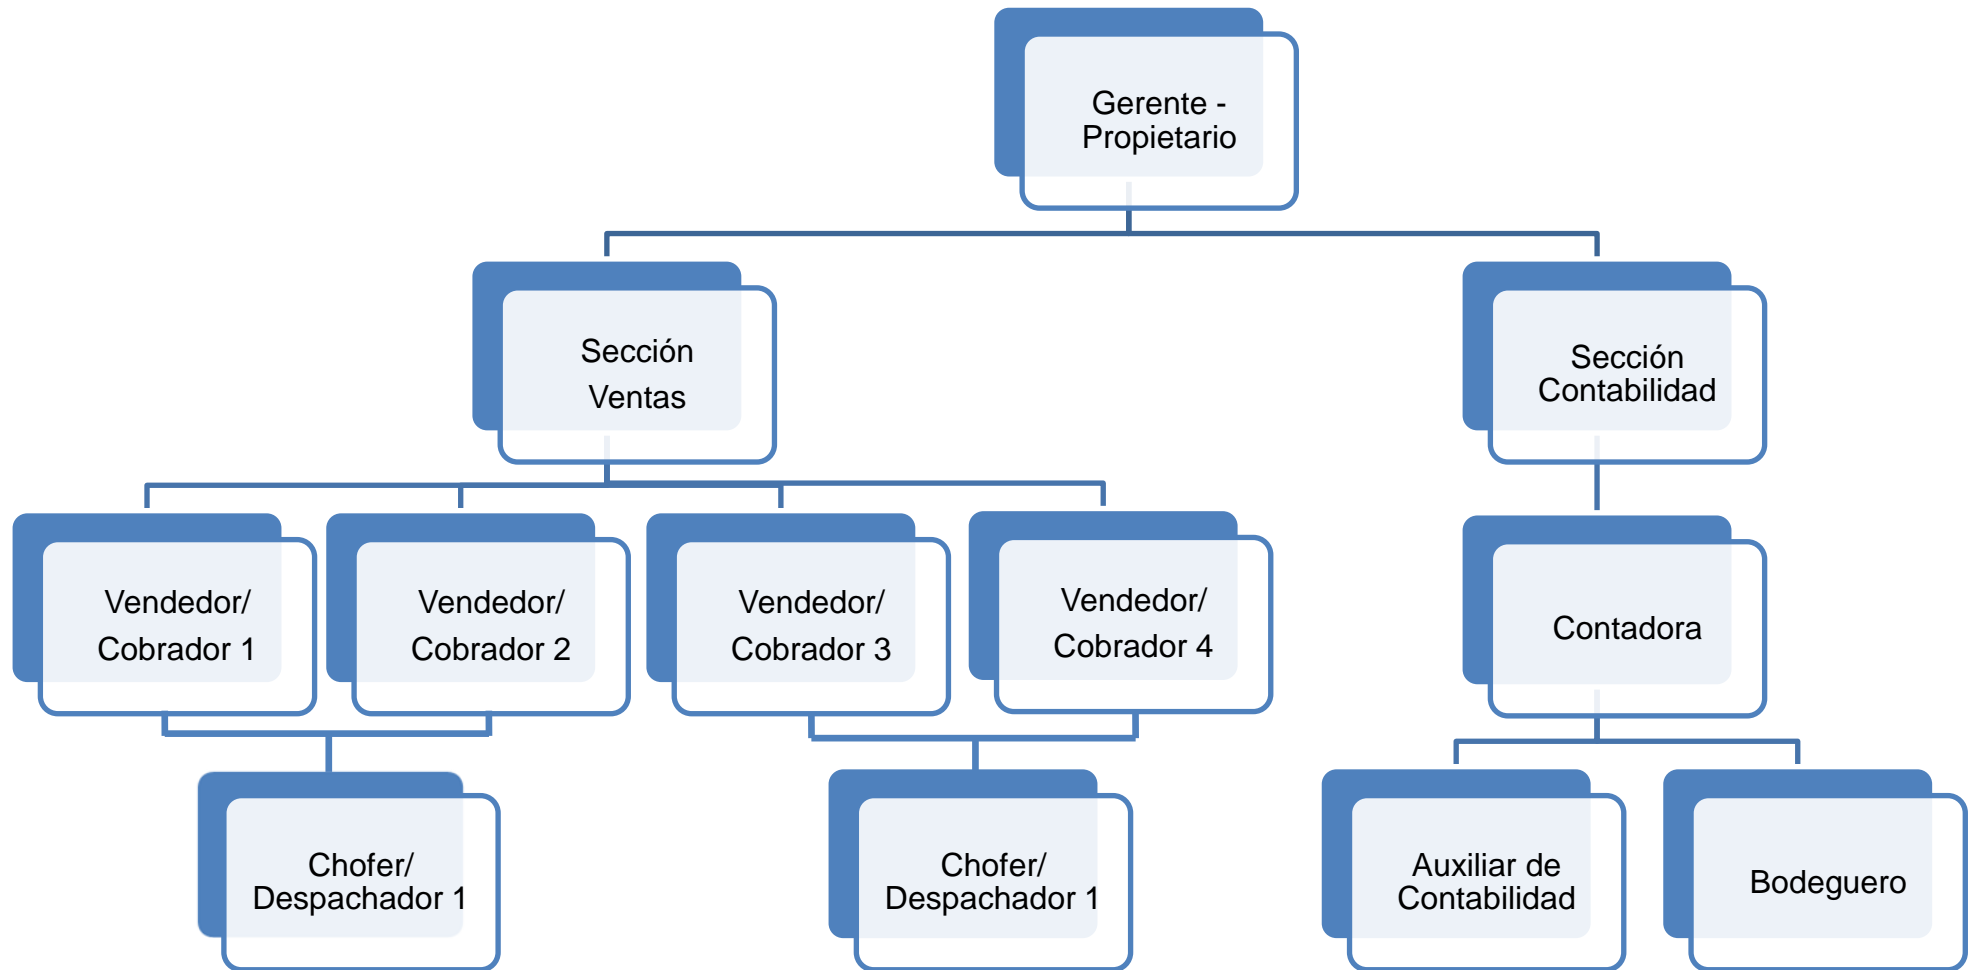 Gerente -
Propietario
Sección
Ventas
Sección
Contabilidad
Vendedor/
Cobrador 1
Vendedor/
Cobrador 2
Vendedor/
Cobrador 3
Vendedor/
Cobrador 4
Contadora
Chofer/
Despachador 1
Chofer/
Despachador 1
Auxiliar de
Contabilidad
Bodeguero